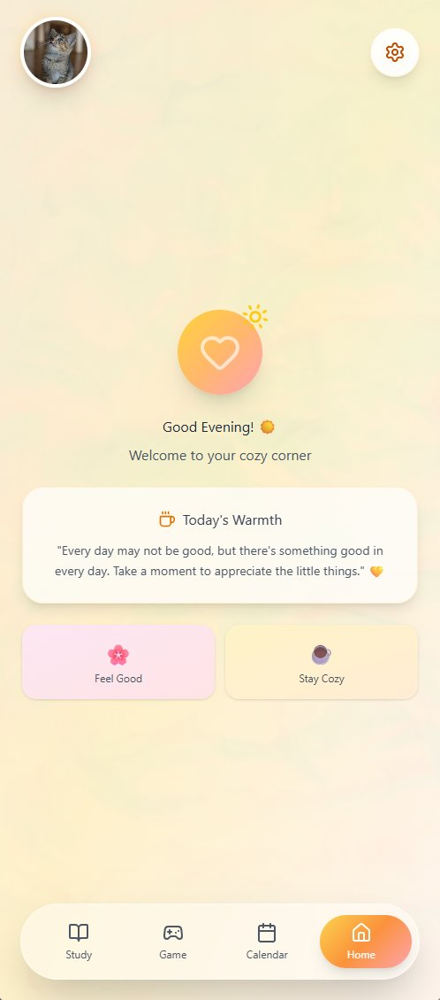 Good Evening! 🌼
Welcome to your cozy corner
Today's Warmth
"Every day may not be good, but there's something good in
every day. Take a moment to appreciate the little things." 🧡
Feel Good
Stay Cozy
Study
Game
Calendar
Home